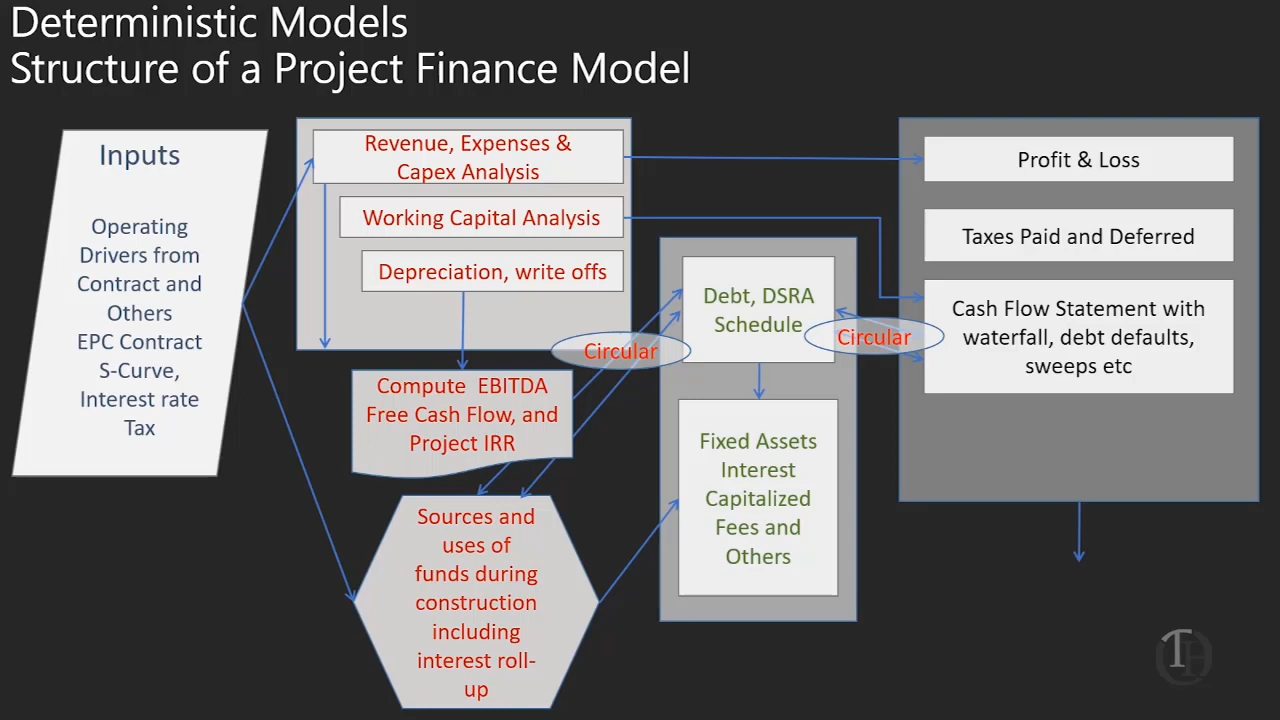 Deterministic Models
Structure of a Project Finance Model
Inputs
Operating
Drivers from
Contract and
Others
EPC Contract
S-Curve,
Interest rate
Tax
Revenue, Expenses &
Capex Analysis
Working Capital Analysis
Depreciation, write offs
Compute EBITDA
Free Cash Flow, and
Project IRR
Sources and
uses of
funds during
construction
including
interest roll-
up
Circular
Debt, DSRA
Schedule
Fixed Assets
Interest
Capitalized
Fees and
Others
Circular
Profit & Loss
Taxes Paid and Deferred
Cash Flow Statement with
waterfall, debt defaults,
sweeps etc